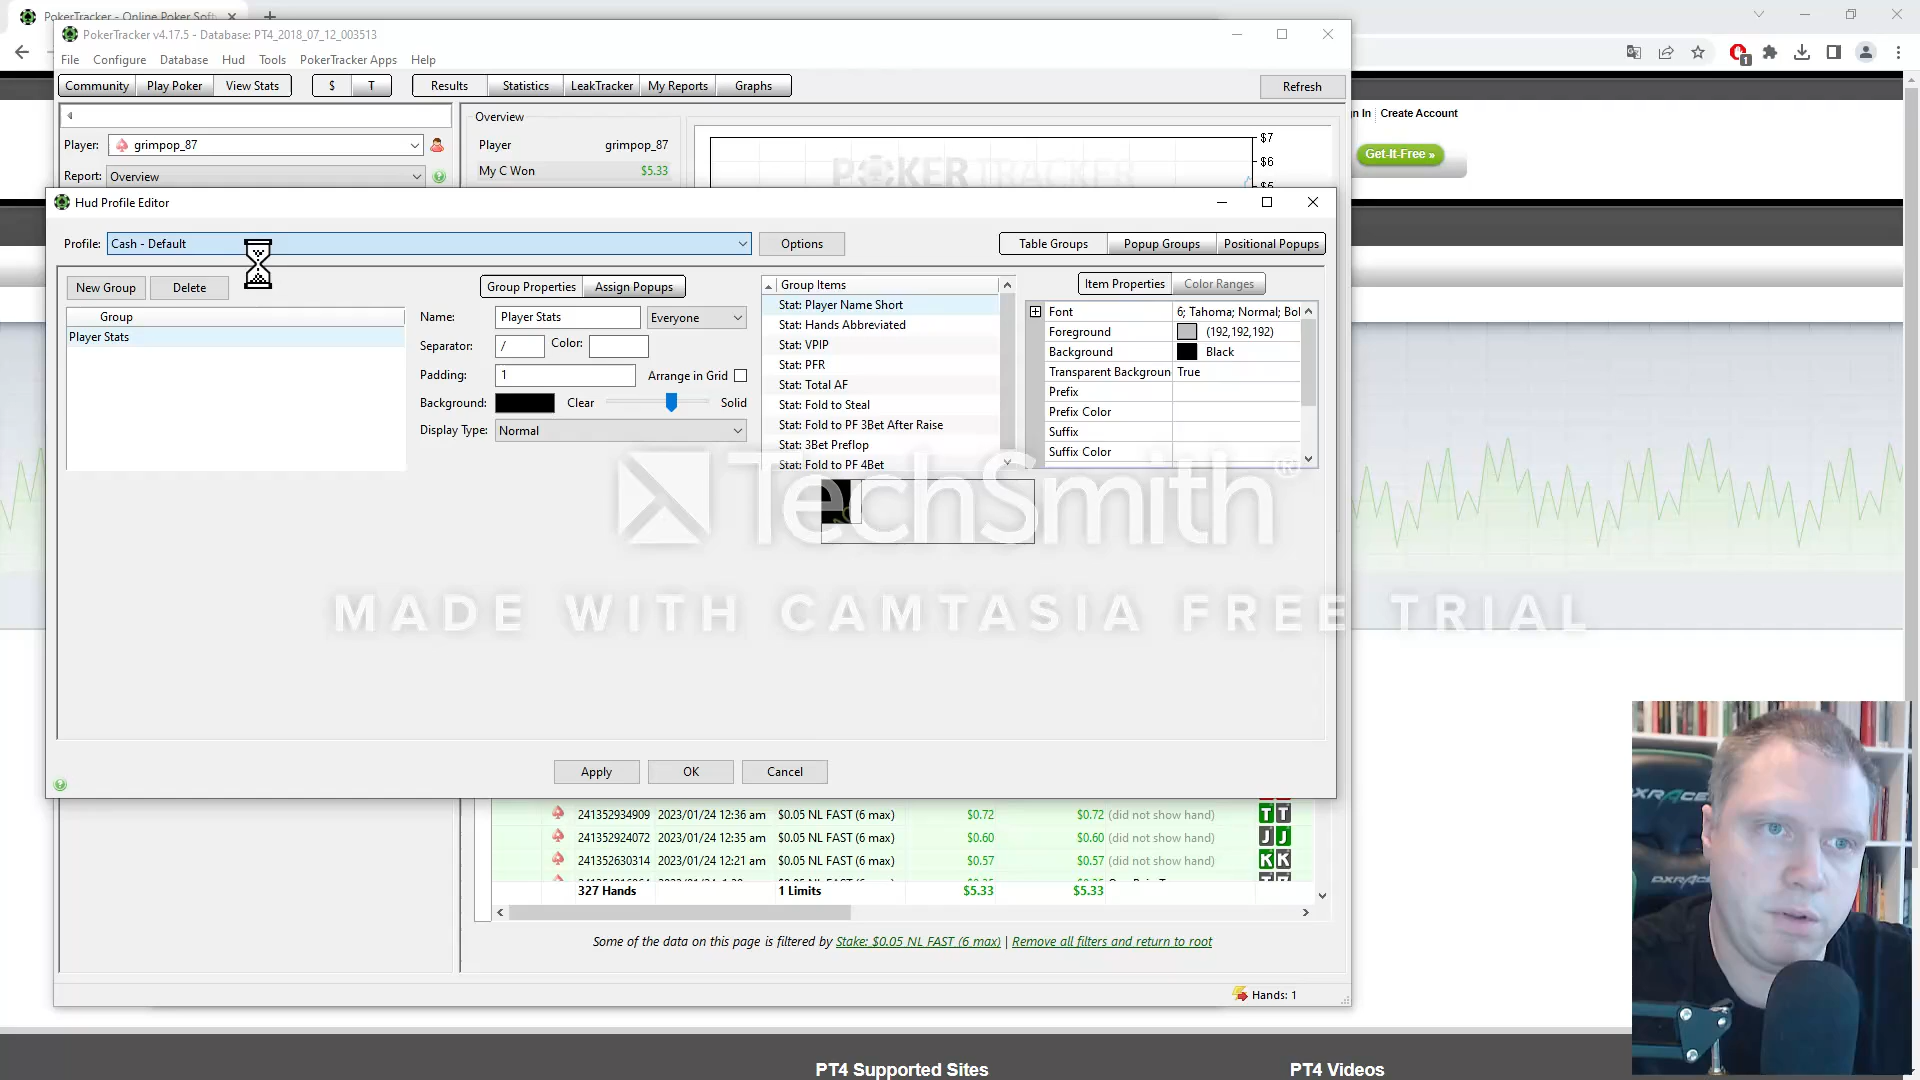 PokerTracker - Online Poker Soft
PokerTracker v4.17.5 - Database: PT4_2018_07_12_003513
File Configure Database Hud Tools PokerTracker Apps Help
Community Play Poker View Stats $ T Results Statistics LeakTracker My Reports Graphs Refresh
Overview
Player: grimpop_87
Player grimpop_87
Report: Overview
My C Won $5.33
POKERTRACKER
$7
$6
n In | Create Account
Get-It-Free »
Hud Profile Editor
Profile: Cash - Default Options Table Groups Popup Groups Positional Popups
New Group Delete Group Properties Assign Popups Group Items Item Properties Color Ranges
Group
Player Stats
Name: Player Stats Everyone
Separator: / Color:
Padding: 1 Arrange in Grid
Background: Clear Solid
Display Type: Normal
Stat: Player Name Short
Stat: Hands Abbreviated
Stat: VPIP
Stat: PFR
Stat: Total AF
Stat: Fold to Steal
Stat: Fold to PF 3Bet After Raise
Stat: 3Bet Preflop
Stat: Fold to PF 4Bet
Font 6; Tahoma; Normal; Bol
Foreground (192,192,192)
Background Black
Transparent Backgroun True
Prefix
Prefix Color
Suffix
Suffix Color
TechSmith®
MADE WITH CAMTASIA FREE TRIAL
Apply OK Cancel
241352934909 2023/01/24 12:36 am $0.05 NL FAST (6 max) $0.72 $0.72 (did not show hand) T T
241352924072 2023/01/24 12:35 am $0.05 NL FAST (6 max) $0.60 $0.60 (did not show hand) J J
241352630314 2023/01/24 12:21 am $0.05 NL FAST (6 max) $0.57 $0.57 (did not show hand) K K
327 Hands 1 Limits $5.33 $5.33
Some of the data on this page is filtered by Stake: $0.05 NL FAST (6 max) | Remove all filters and return to root
Hands: 1
PT4 Supported Sites PT4 Videos
DXRACER